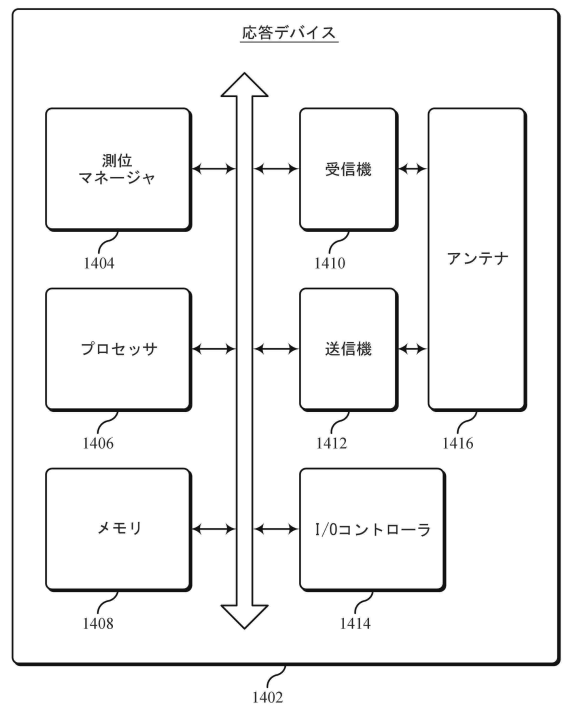 応答デバイス
測位
マネージャ
1404
受信機
1410
アンテナ
1416
プロセッサ
1406
送信機
1412
メモリ
1408
I/Oコントローラ
1414
1402